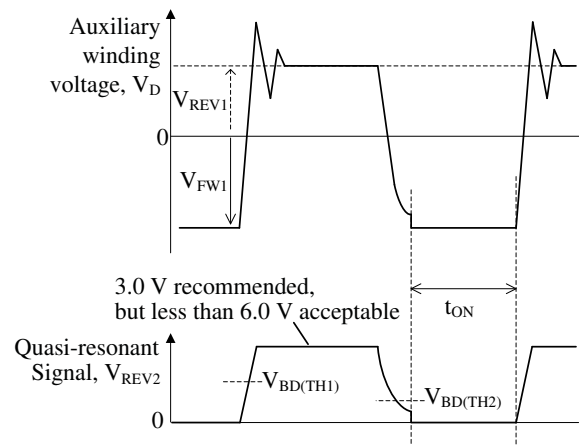 Auxiliary
winding
voltage, V_D
V_REV1
0
V_FW1
3.0 V recommended,
but less than 6.0 V acceptable
t_ON
Quasi-resonant
Signal, V_REV2
V_BD(TH1)
V_BD(TH2)
0